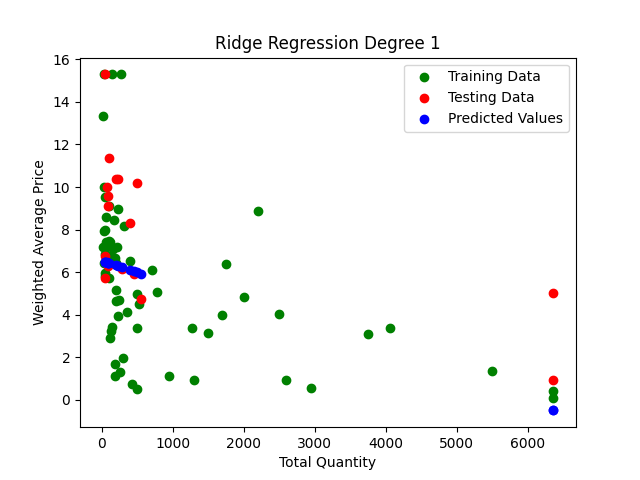 Ridge Regression Degree 1
Training Data
Testing Data
Predicted Values
Weighted Average Price
16
14
12
10
8
6
4
2
0
0 1000 2000 3000 4000 5000 6000
Total Quantity